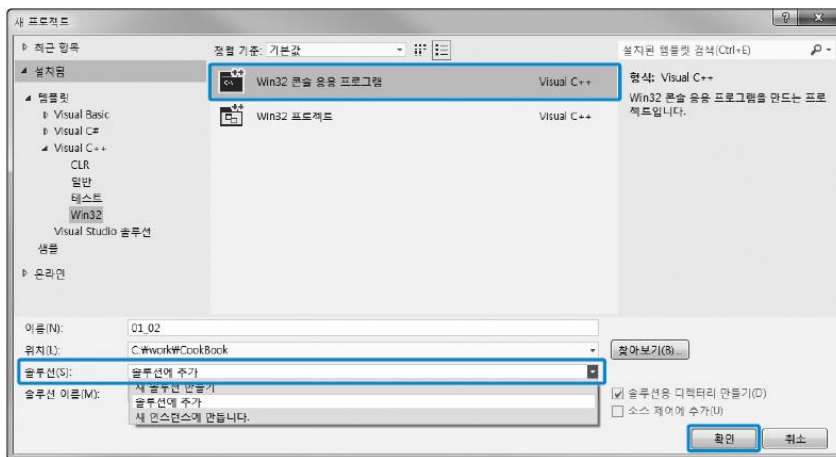 새 프로젝트
최근 항목
설치됨
템플릿
Visual Basic
Visual C#
Visual C++
CLR
일반
테스트
Win32
Visual Studio 솔루션
샘플
온라인
정렬 기준: 기본값
Win32 콘솔 응용 프로그램 Visual C++
Win32 프로젝트 Visual C++
설치된 템플릿 검색(Ctrl+E)
형식: Visual C++
Win32 콘솔 응용 프로그램을 만드는 프로
젝트입니다.
이름(N): 01_02
위치(L): C:₩work₩CookBook 찾아보기(B)...
솔루션(S): 솔루션에 추가
솔루션 이름(M): 새 솔루션 만들기
솔루션에 추가
새 인스턴스에 만듭니다.
솔루션용 디렉터리 만들기(D)
소스 제어에 추가(U)
확인 취소